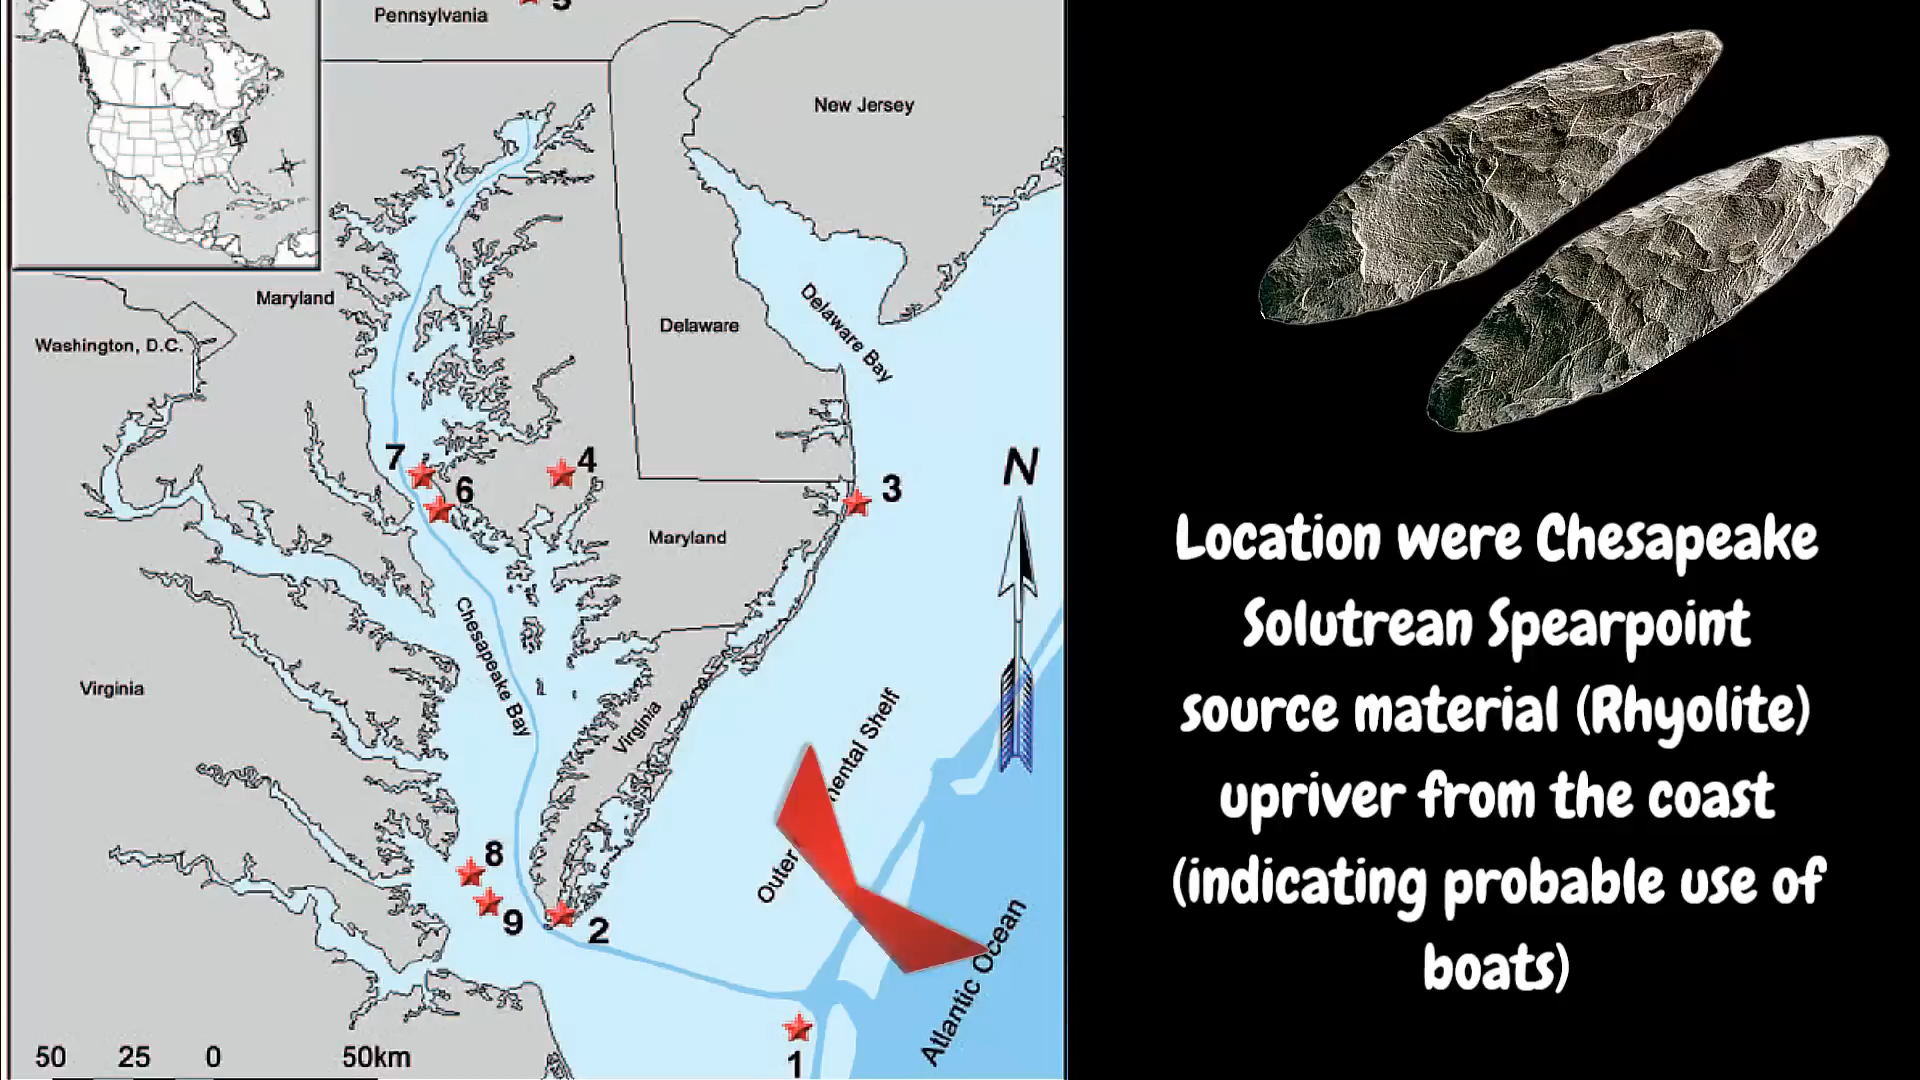 Pennsylvania
5
New Jersey
Maryland
Washington, D.C.
Delaware
Delaware Bay
7
4
6
3
N
Maryland
Chesapeake Bay
Virginia
Virginia
Outer
mental Shelf
8
9
2
Atlantic Ocean
1
50 25 0 50km
Location were Chesapeake
Solutrean Spearpoint
source material (Rhyolite)
upriver from the coast
(indicating probable use of
boats)